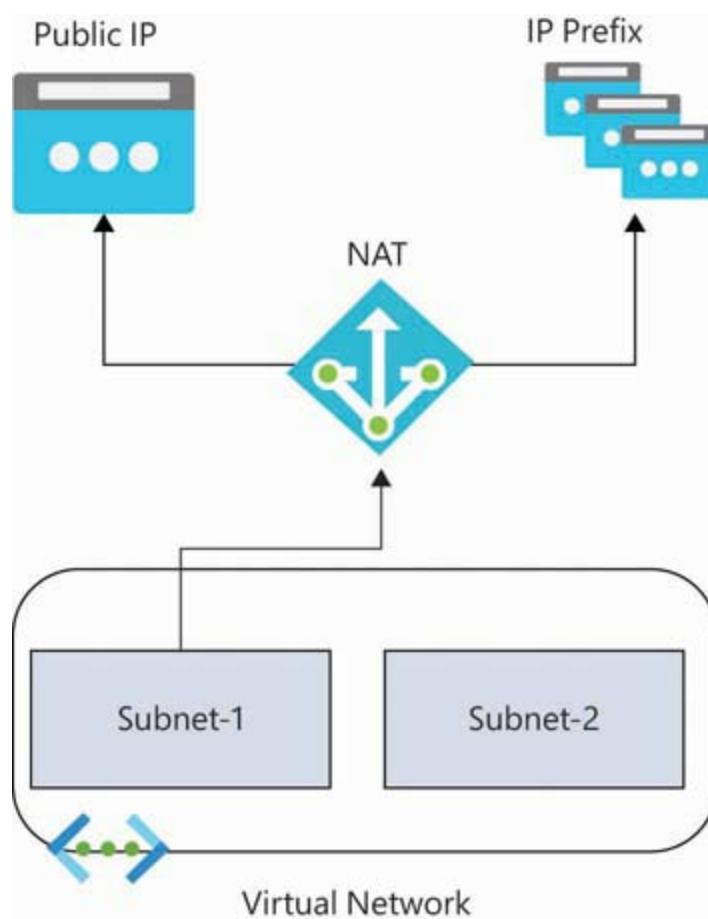 Public IP
IP Prefix
NAT
Subnet-1
Subnet-2
Virtual Network